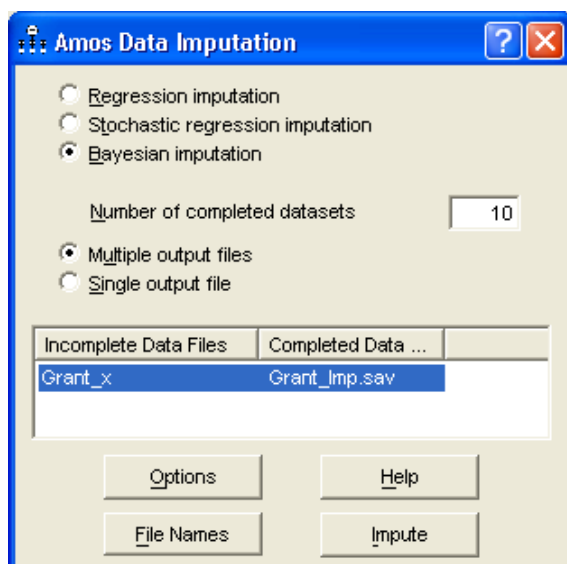 Amos Data Imputation
Regression imputation
Stochastic regression imputation
Bayesian imputation
Number of completed datasets 10
Multiple output files
Single output file
Incomplete Data Files Completed Data ...
Grant_x Grant_Imp.sav
Options Help
File Names Impute